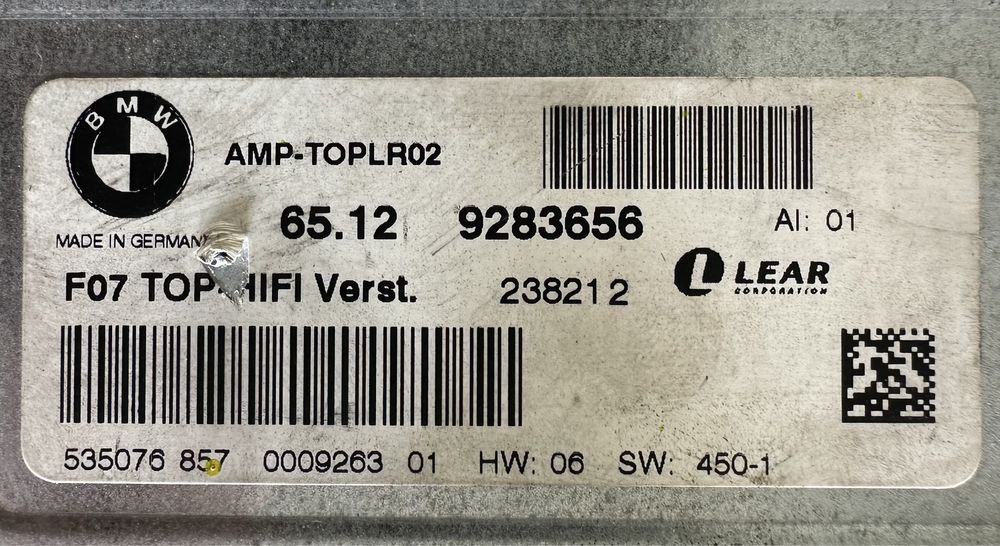 BMW
AMP-TOPLR02
65.12 9283656 AI: 01
MADE IN GERMANY
F07 TOP-HIFI Verst. 238212
LEAR
CORPORATION
535076 857 0009263 01 HW: 06 SW: 450-1